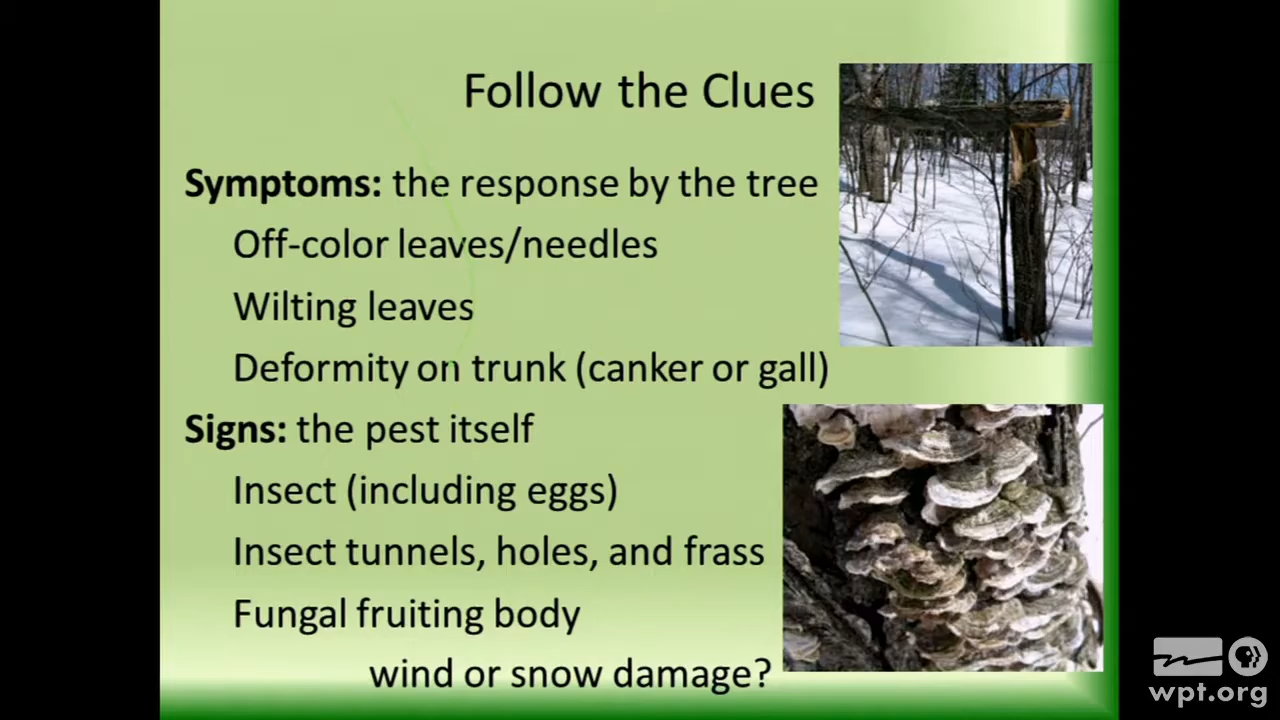 Follow the Clues
Symptoms: the response by the tree
Off-color leaves/needles
Wilting leaves
Deformity on trunk (canker or gall)
Signs: the pest itself
Insect (including eggs)
Insect tunnels, holes, and frass
Fungal fruiting body
wind or snow damage?
wpt.org